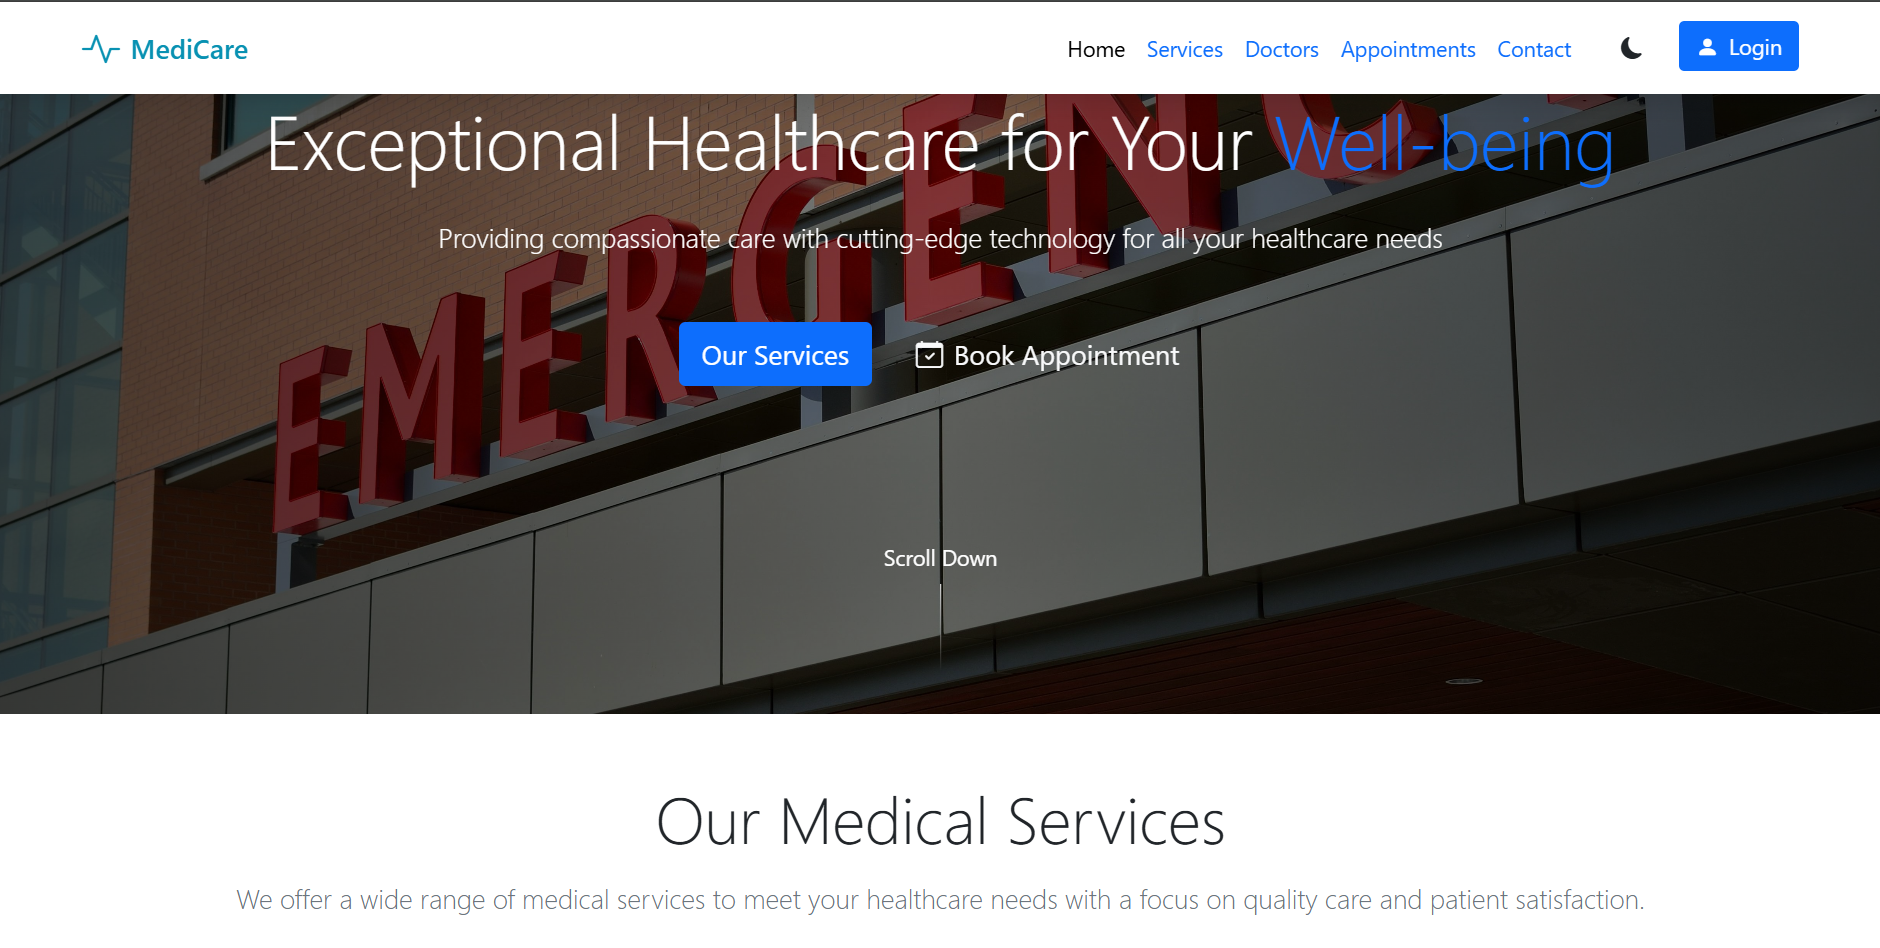 MediCare
Home Services Doctors Appointments Contact Login
Exceptional Healthcare for Your Well-being
Providing compassionate care with cutting-edge technology for all your healthcare needs
EMERGENC
Our Services Book Appointment
Scroll Down
Our Medical Services
We offer a wide range of medical services to meet your healthcare needs with a focus on quality care and patient satisfaction.